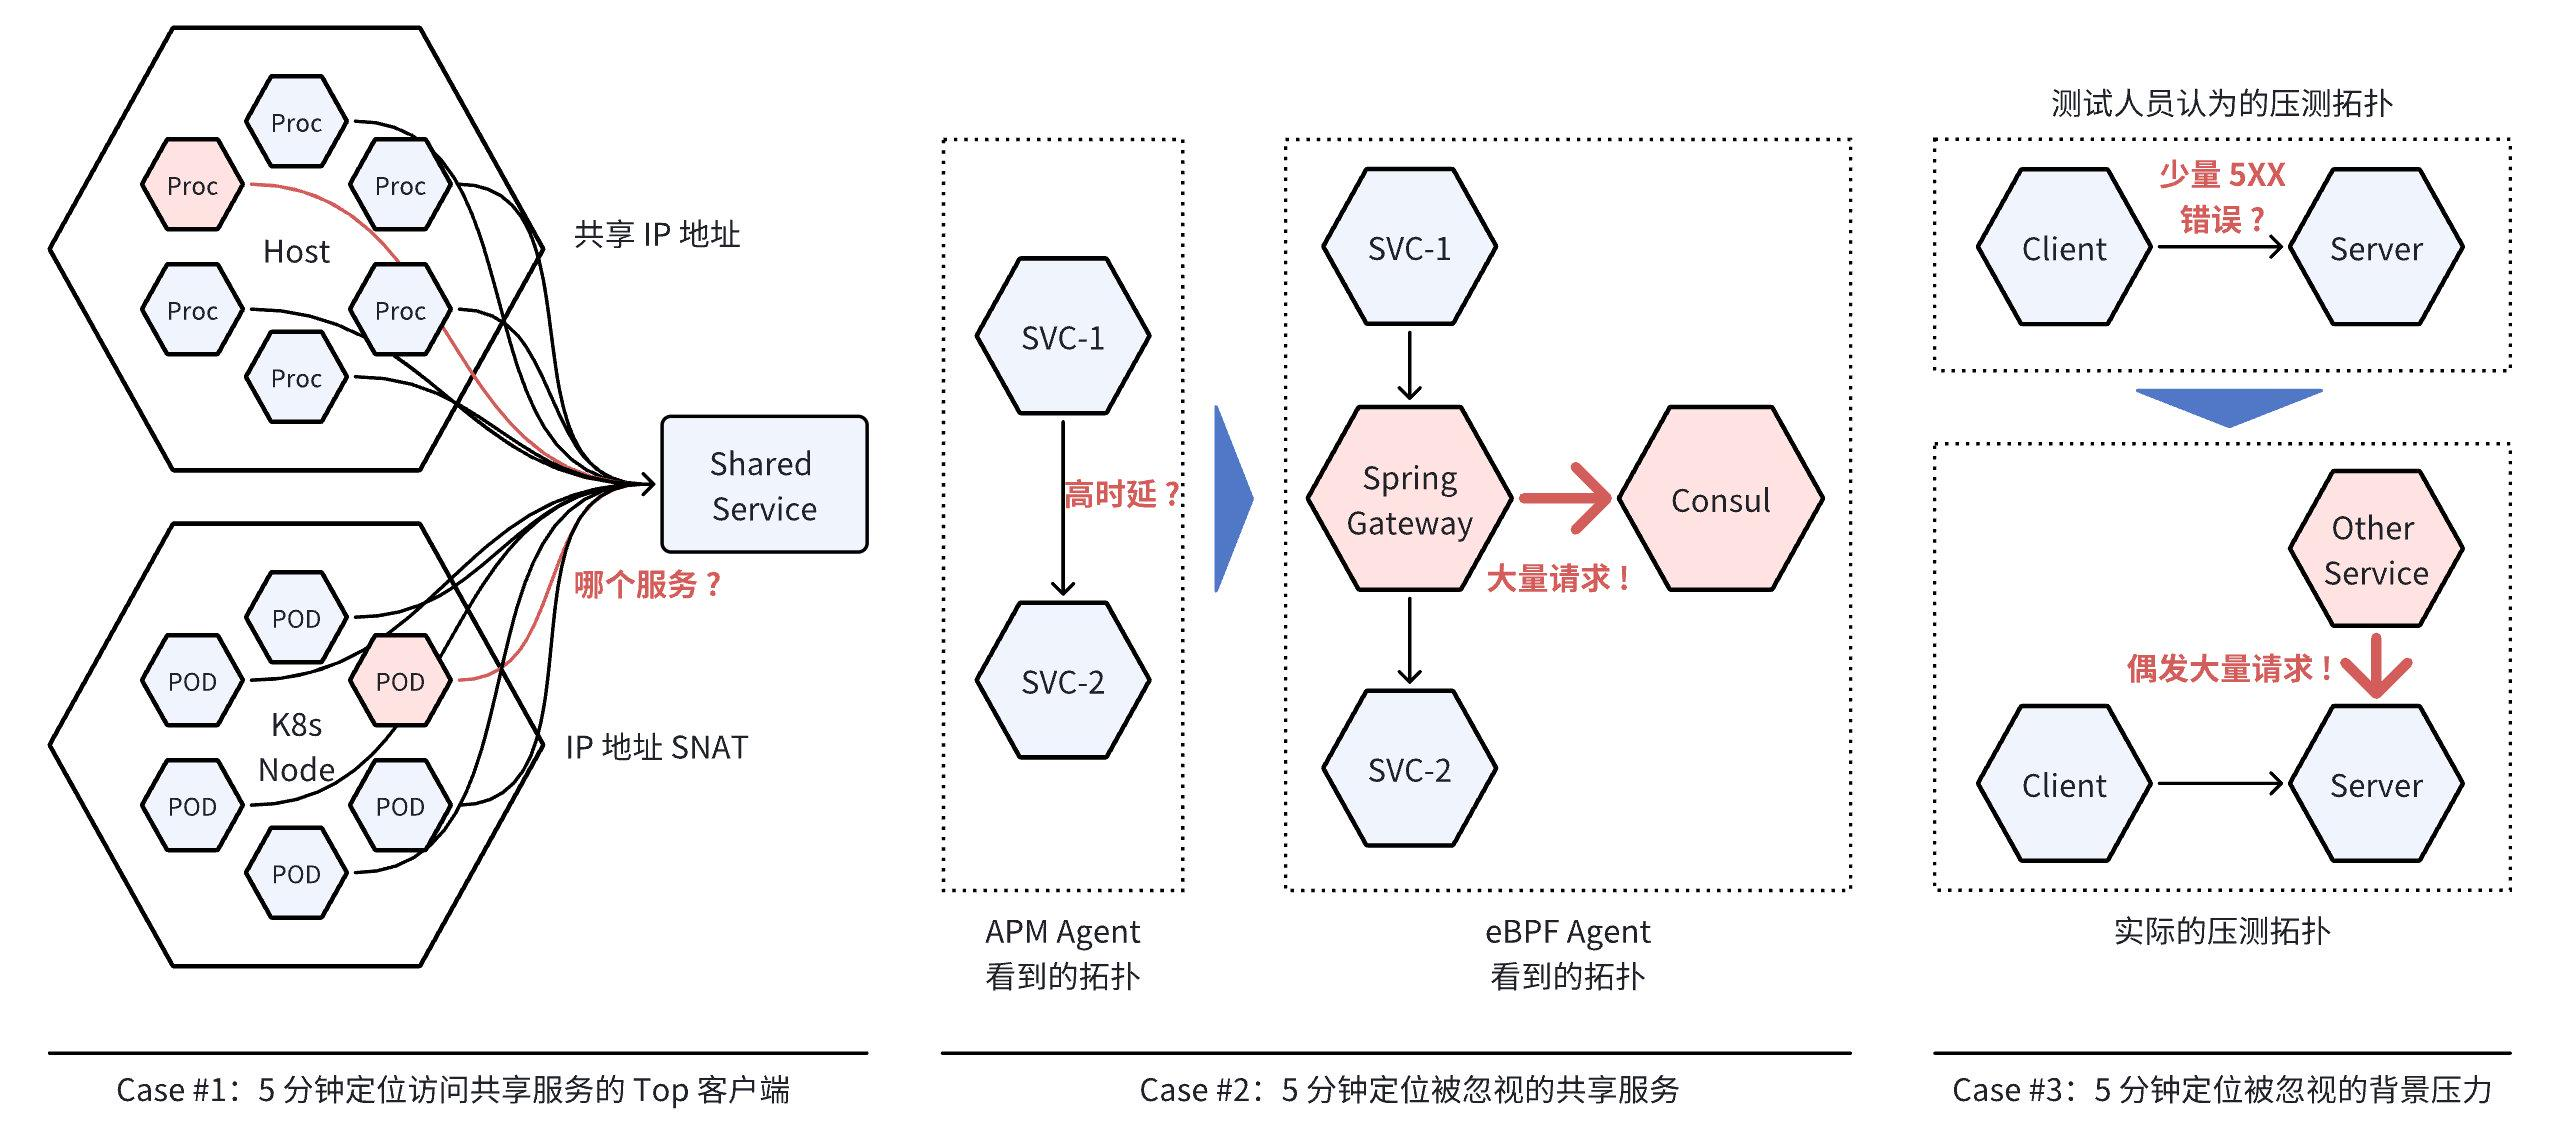 Proc
Proc
Proc
Host
Proc
Proc
Proc
共享 IP 地址
Shared
Service
哪个服务?
POD
POD
POD
K8s
Node
POD
POD
POD
IP 地址 SNAT
Case #1：5 分钟定位访问共享服务的 Top 客户端
SVC-1
高时延?
SVC-2
APM Agent
看到的拓扑
SVC-1
Spring
Gateway
Consul
大量请求!
SVC-2
eBPF Agent
看到的拓扑
Case #2：5 分钟定位被忽视的共享服务
测试人员认为的压测拓扑
少量 5XX
错误?
Client
Server
Other
Service
偶发大量请求!
Client
Server
实际的压测拓扑
Case #3：5 分钟定位被忽视的背景压力